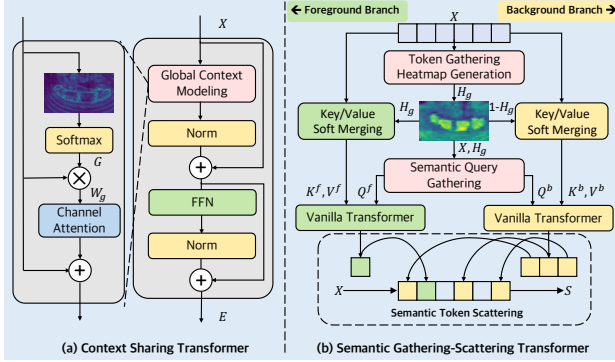 X
Global Context
Modeling
Norm
FFN
Norm
E
Softmax
G
W_g
Channel
Attention
(a) Context Sharing Transformer
← Foreground Branch
Background Branch →
X
Token Gathering
Heatmap Generation
H_g
Key/Value
Soft Merging
H_g
1-H_g
Key/Value
Soft Merging
X, H_g
Semantic Query
Gathering
K^f, V^f
Q^f
Q^b
K^b, V^b
Vanilla Transformer
Vanilla Transformer
X
S
Semantic Token Scattering
(b) Semantic Gathering-Scattering Transformer